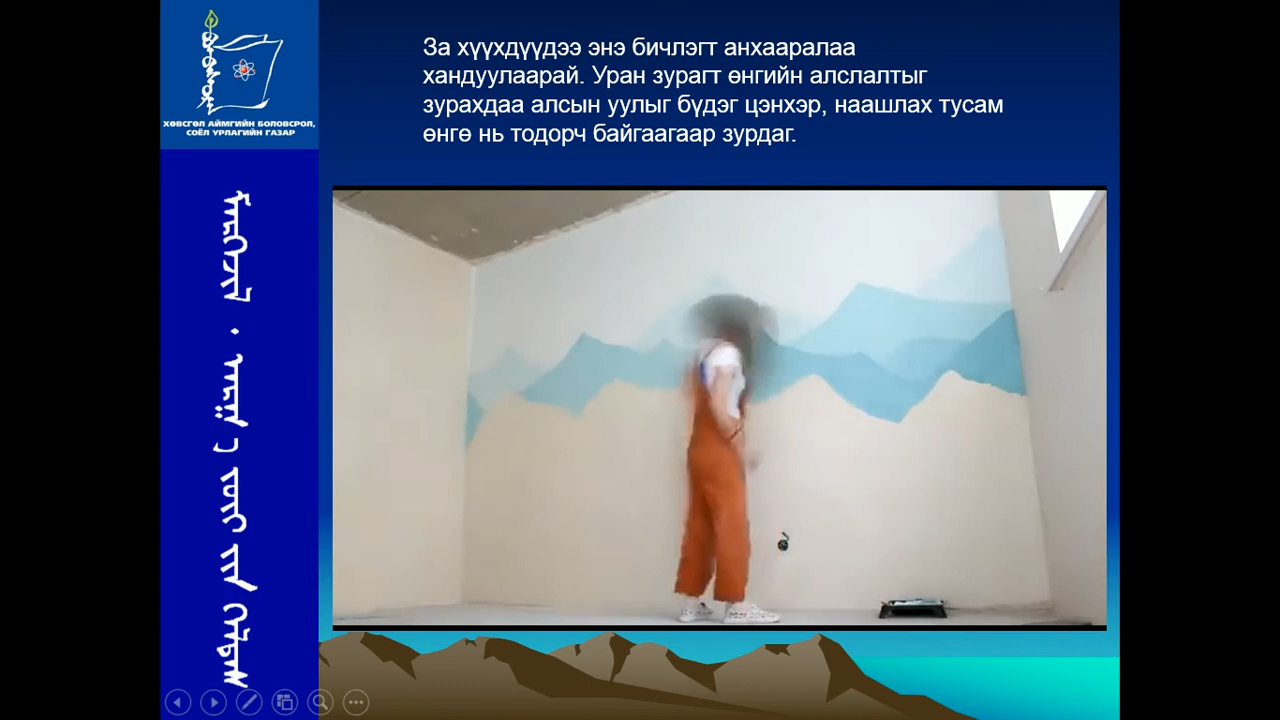 ХӨВСГӨЛ АЙМГИЙН БОЛОВСРОЛ,
СОЁЛ УРЛАГИЙН ГАЗАР
За хүүхдүүдээ энэ бичлэгт анхааралаа
хандуулаарай. Уран зурагт өнгийн алслалтыг
зурахдаа алсын уулыг бүдэг цэнхэр, наашлах тусам
өнгө нь тодорч байгаагаар зурдаг.